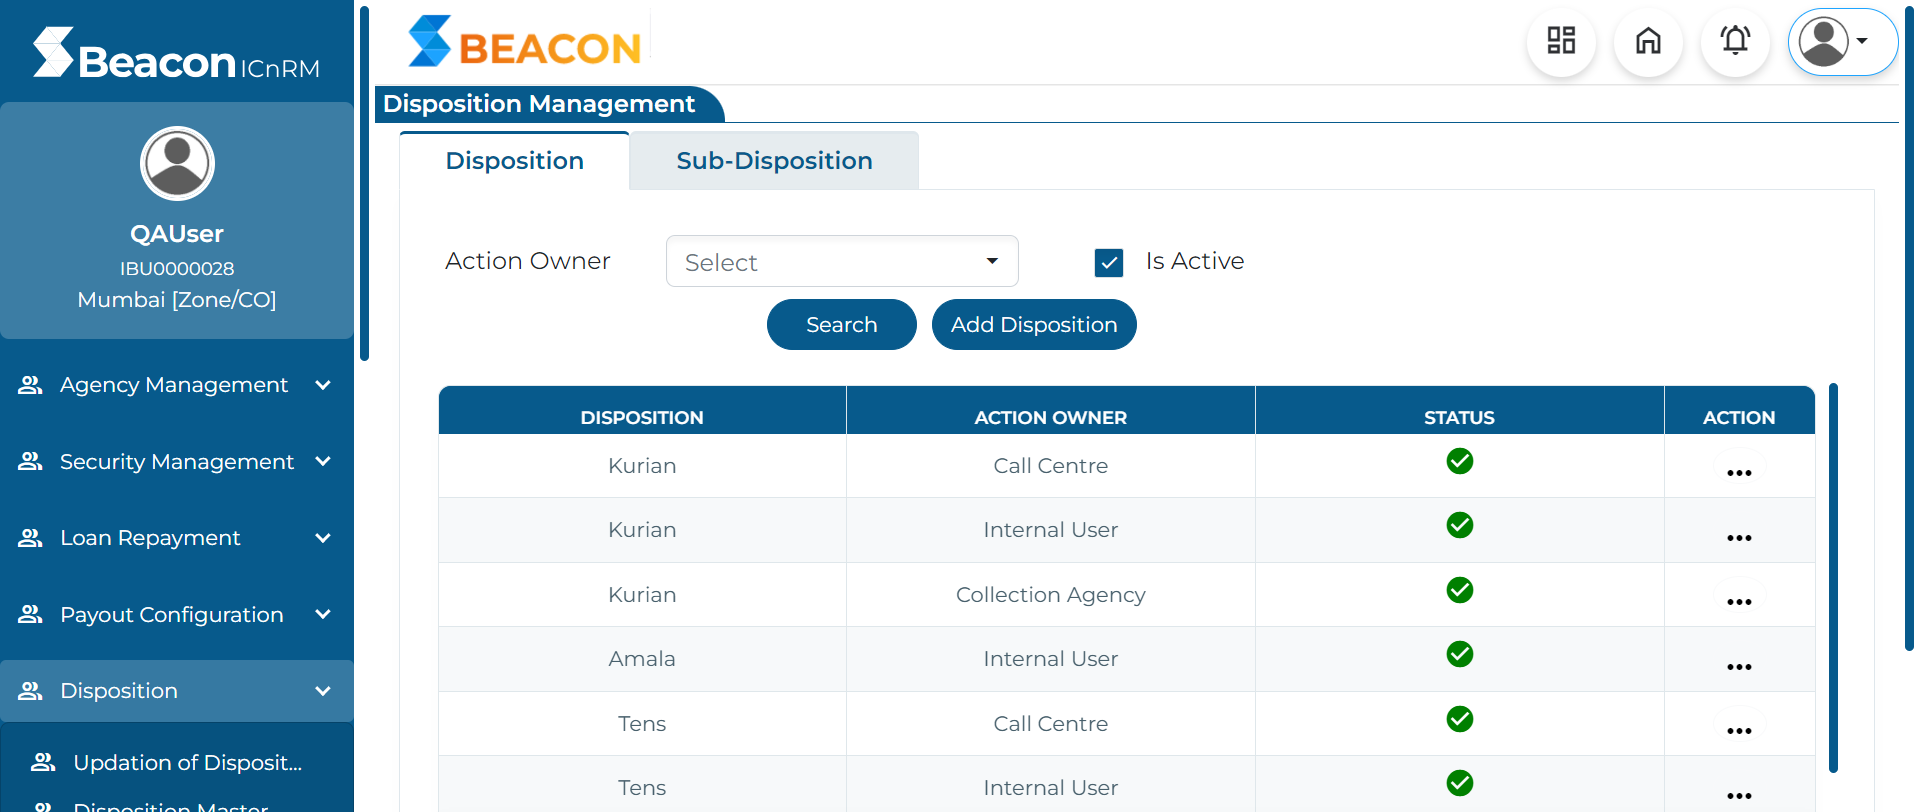 Beacon ICnRM
QAUser
IBU0000028
Mumbai [Zone/CO]
Agency Management
Security Management
Loan Repayment
Payout Configuration
Disposition
Updation of Disposit...
Disposition Master
BEACON
Disposition Management
Disposition
Sub-Disposition
Action Owner
Select
Is Active
Search
Add Disposition
DISPOSITION ACTION OWNER STATUS ACTION
Kurian Call Centre
Kurian Internal User
Kurian Collection Agency
Amala Internal User
Tens Call Centre
Tens Internal User